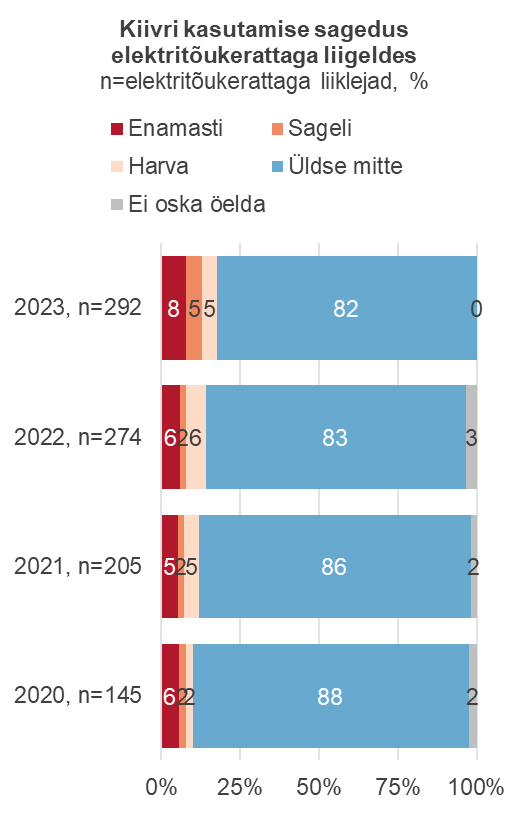 Kiivri kasutamise sagedus
elektritõukerattaga liigeldes
n=elektritõukerattaga liiklejad, %
Enamasti Sageli
Harva Üldse mitte
Ei oska öelda
2023, n=292 8 5 5 82 0
2022, n=274 6 2 6 83 3
2021, n=205 5 2 5 86 2
2020, n=145 6 2 2 88 2
0% 25% 50% 75% 100%